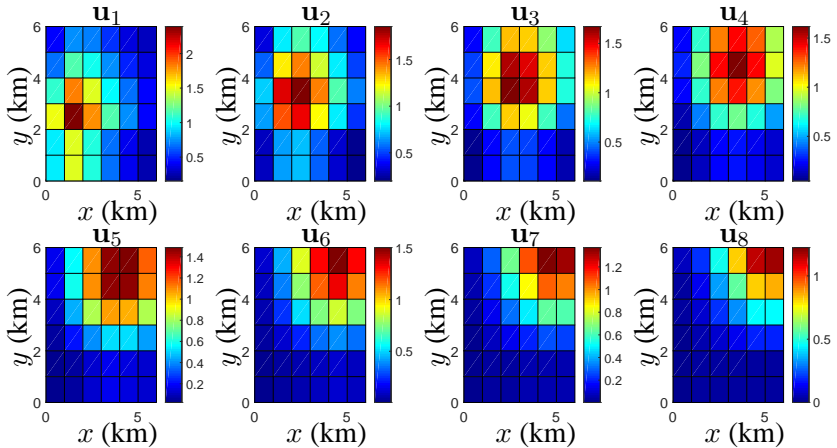 u1 u2 u3 u4
6 6 6 6
4 4 4 4
2 2 2 2
0 0 0 0
y (km) y (km) y (km) y (km)
2 1.5 1 0.5
1.5 1 0.5
1.5 1 0.5
1.5 1 0.5
0 5 0 5 0 5 0 5
x (km) x (km) x (km) x (km)
u5 u6 u7 u8
6 6 6 6
4 4 4 4
2 2 2 2
0 0 0 0
y (km) y (km) y (km) y (km)
1.4 1.2 1 0.8 0.6 0.4 0.2
1.5 1 0.5
1.2 1 0.8 0.6 0.4 0.2
1 0.5 0
0 5 0 5 0 5 0 5
x (km) x (km) x (km) x (km)